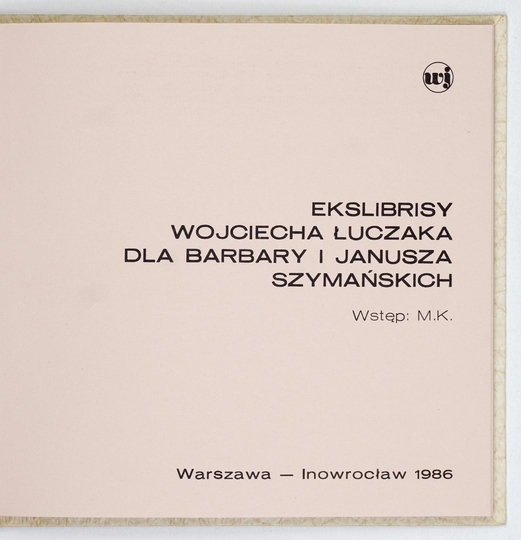 wj
EKSLIBRISY
WOJCIECHA ŁUCZAKA
DLA BARBARY I JANUSZA
SZYMAŃSKICH
Wstęp: M.K.
Warszawa — Inowrocław 1986